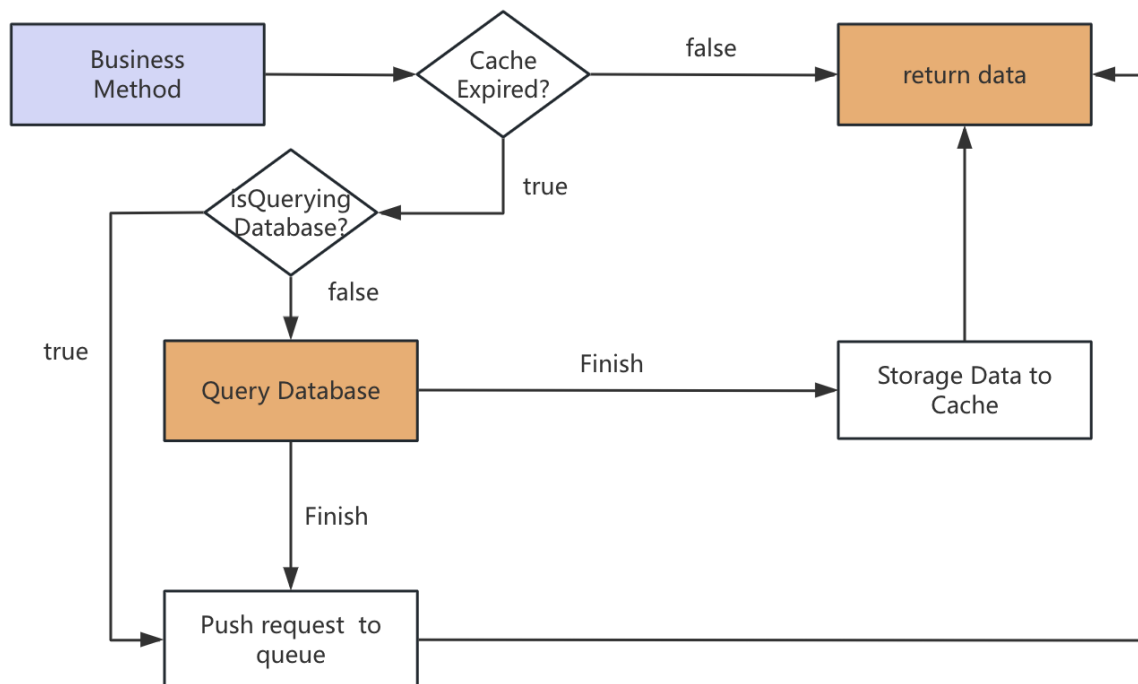 Business
Method
Cache
Expired?
false
return data
true
isQuerying
Database?
false
true
Query Database
Finish
Storage Data to
Cache
Finish
Push request  to
queue